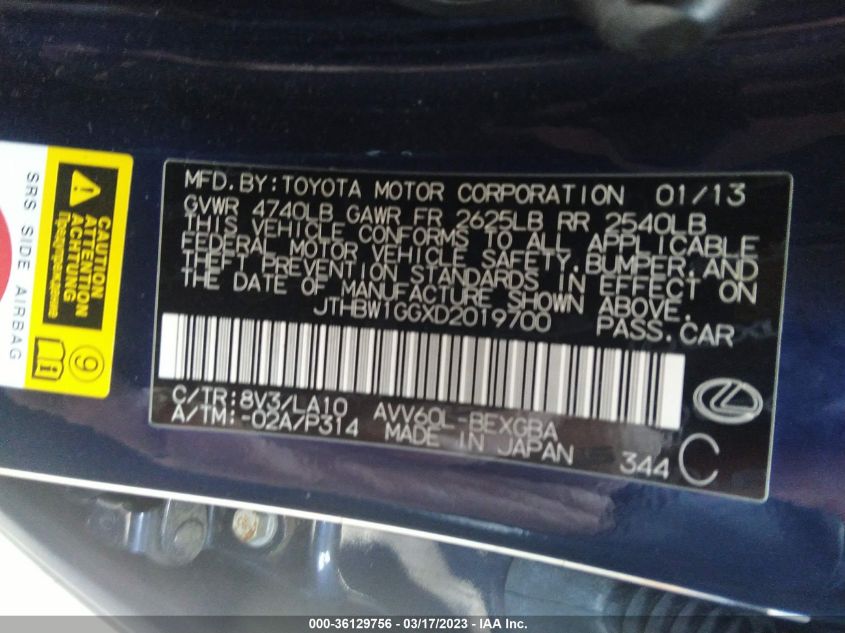 MFD.BY:TOYOTA MOTOR CORPORATION 01/13
GVWR 4740LB GAWR FR 2625LB RR 2540LB
THIS VEHICLE CONFORMS TO ALL APPLICABLE
FEDERAL MOTOR VEHICLE SAFETY,BUMPER,AND
THEFT PREVENTION STANDARDS IN EFFECT ON
THE DATE OF MANUFACTURE SHOWN ABOVE.
JTHBW1GGXD2019700 PASS.CAR
C/TR:8V3/LA10 AVV60L-BEXGBA
A/TM:-02A/P314 MADE IN JAPAN 344 C
CAUTION
ATTENTION
ACHTUNG
Предупреждение
9
SRS SIDE AIRBAG
000-36129756 - 03/17/2023 - IAA Inc.